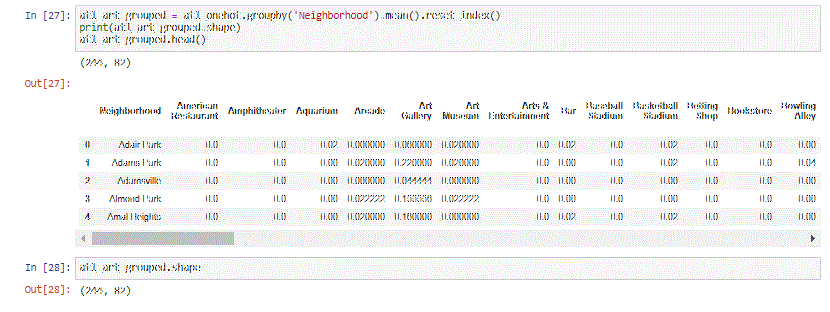 In [27]: atl_art_grouped = atl_onehot.groupby('Neighborhood').mean().reset_index()
print(atl_art_grouped.shape)
atl_art_grouped.head()
(244, 82)
Out[27]:
Neighborhood American Restaurant Amphitheater Aquarium Arcade Art Gallery Art Museum Arts & Entertainment Bar Baseball Stadium Basketball Stadium Betting Shop Bookstore Bowling Alley
0 Adair Park 0.0 0.0 0.02 0.000000 0.020000 0.0 0.02 0.0 0.02 0.0 0.0 0.00
1 Adams Park 0.0 0.0 0.00 0.020000 0.220000 0.020000 0.0 0.00 0.0 0.02 0.0 0.0 0.04
2 Adamsville 0.0 0.0 0.00 0.000000 0.044444 0.000000 0.0 0.00 0.0 0.00 0.0 0.0 0.00
3 Almond Park 0.0 0.0 0.00 0.022222 0.022222 0.0 0.00 0.0 0.00 0.0 0.0 0.00
4 Amal Heights 0.0 0.0 0.00 0.020000 0.160000 0.000000 0.0 0.02 0.0 0.02 0.0 0.0 0.00
In [28]: atl_art_grouped.shape
Out[28]: (244, 82)